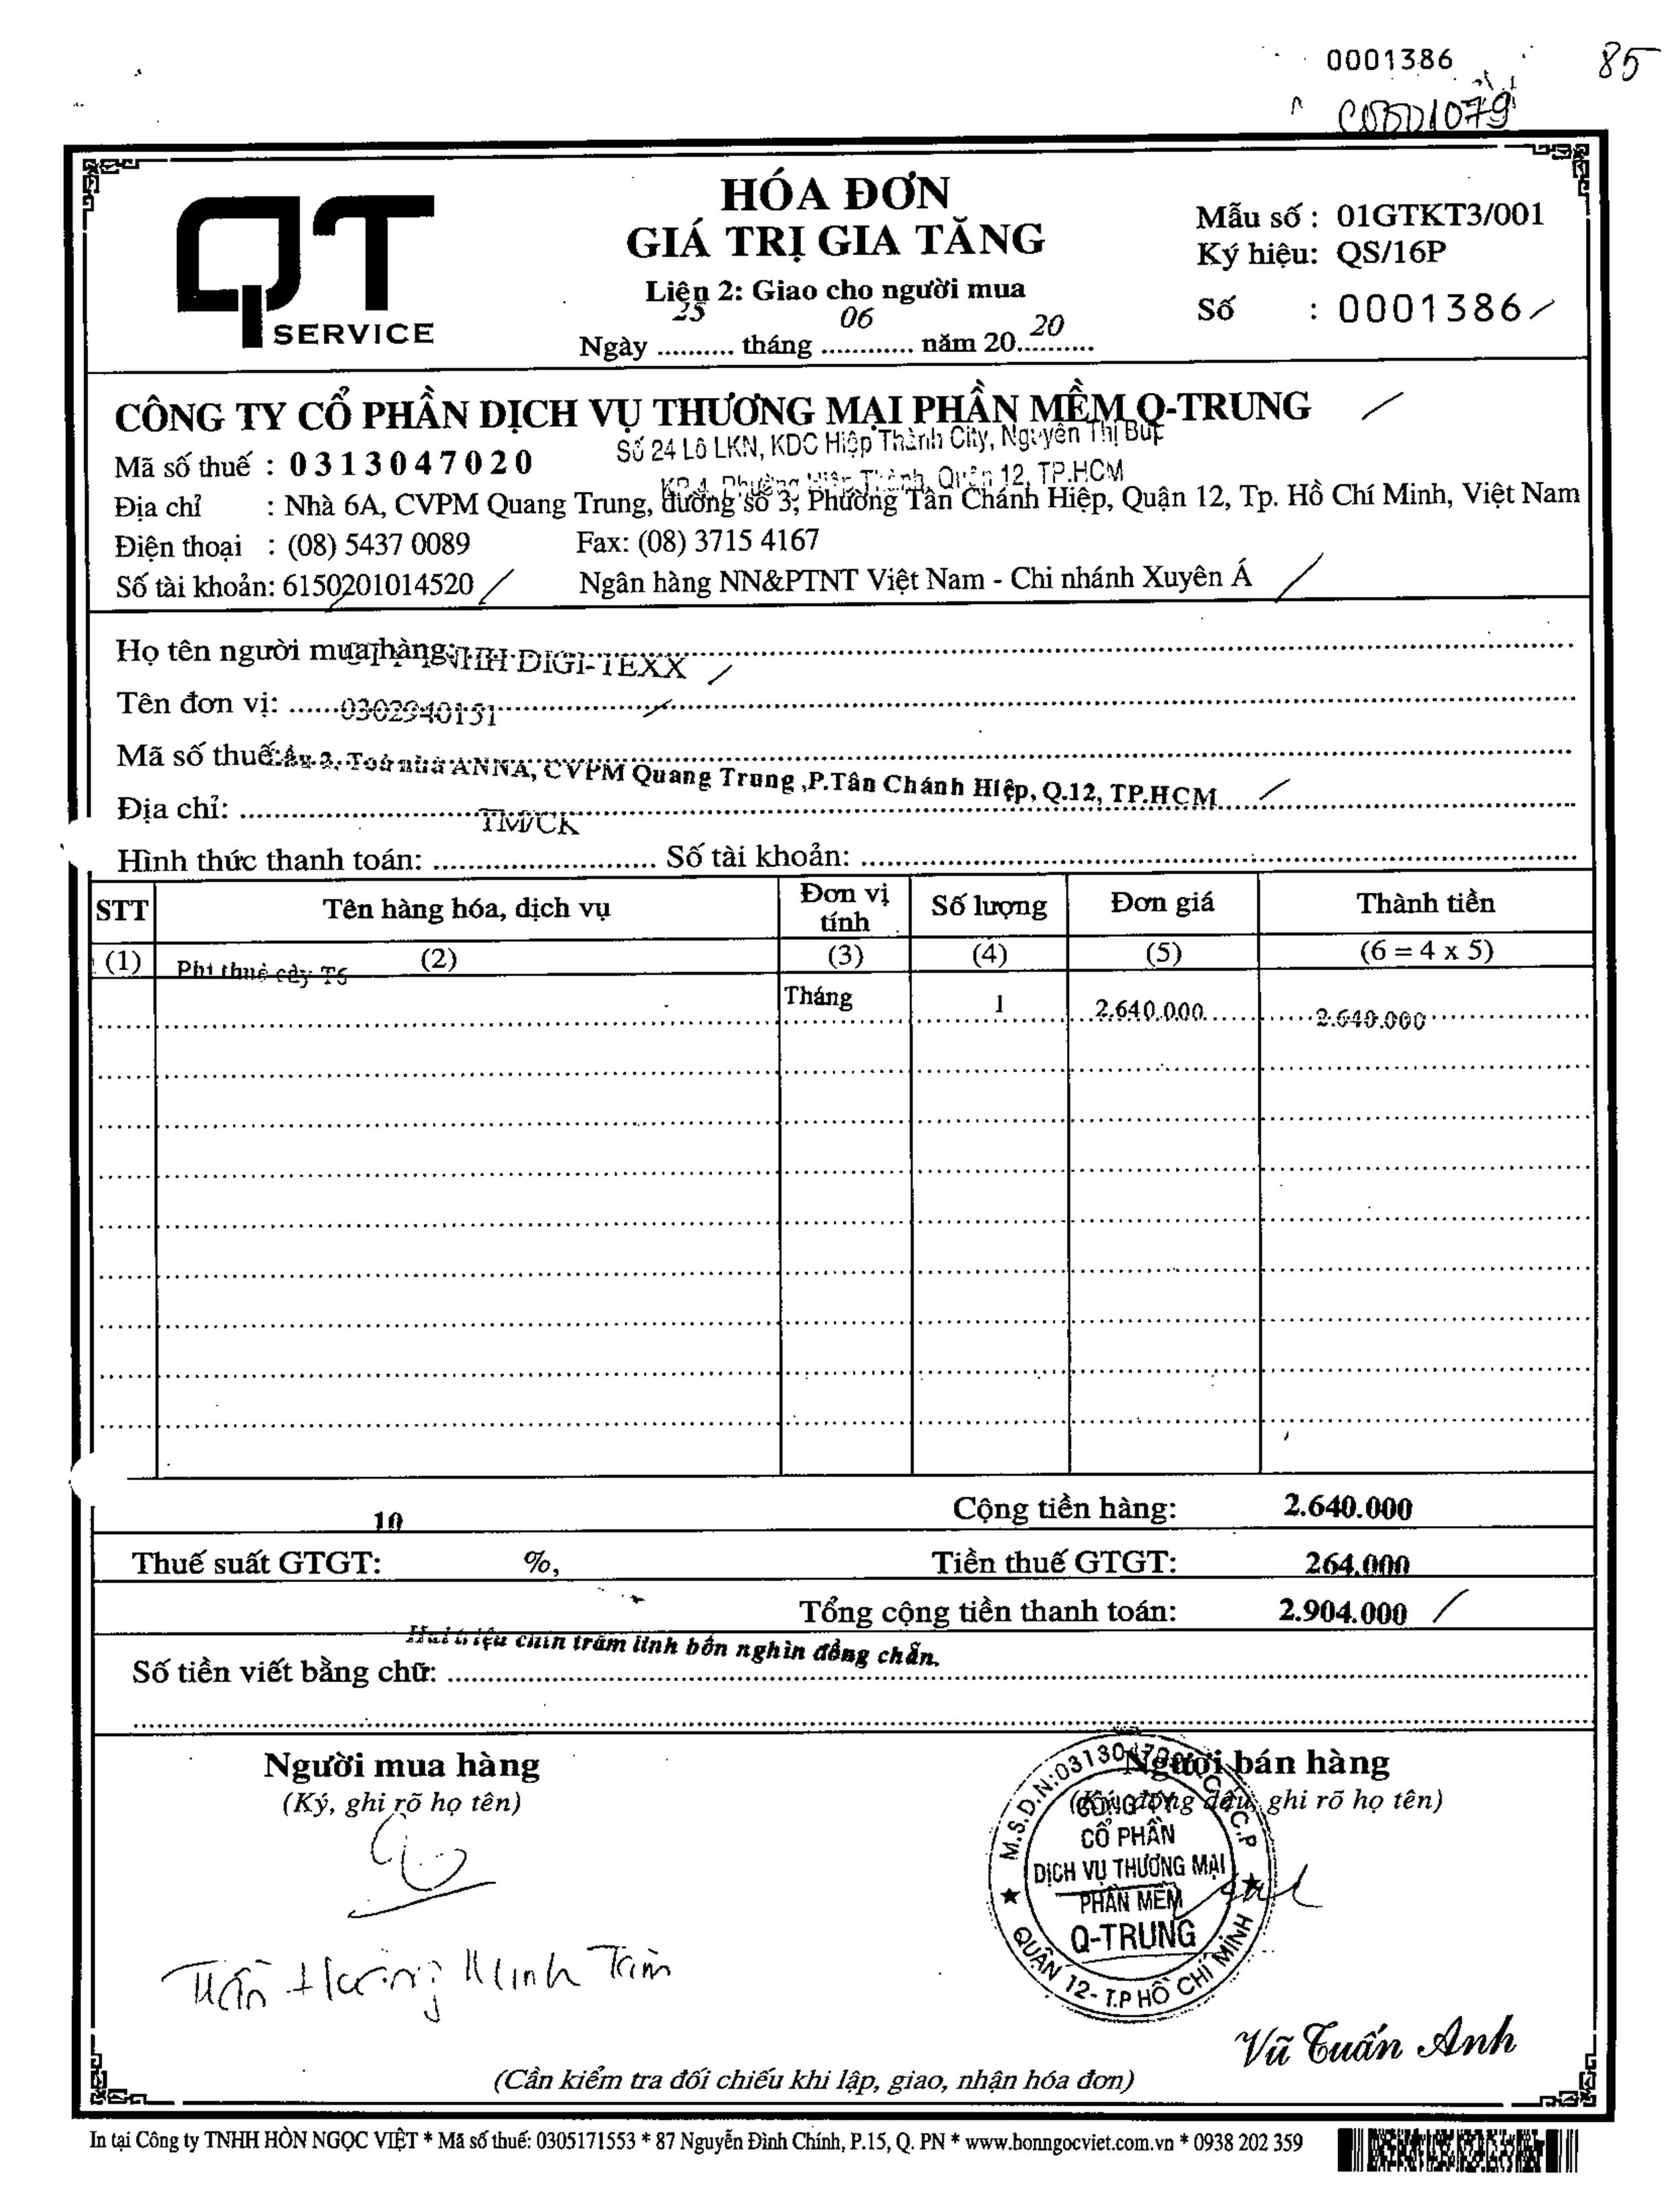 0001386
85
QT
SERVICE
HÓA ĐƠN
GIÁ TRỊ GIA TĂNG
Liên 2: Giao cho người mua
Ngày 25 tháng 06 năm 2020
Mẫu số : 01GTKT3/001
Ký hiệu: QS/16P
Số : 0001386
CÔNG TY CỔ PHẦN DỊCH VỤ THƯƠNG MẠI PHẦN MỀM Q-TRUNG
Số 24 Lô LKN, KDC Hiệp Thành City, Nguyễn Thị Búp
KP 4, Phường Hiệp Thành, Quận 12, TP.HCM
Mã số thuế : 0313047020
Địa chỉ : Nhà 6A, CVPM Quang Trung, đường số 3, Phường Tân Chánh Hiệp, Quận 12, Tp. Hồ Chí Minh, Việt Nam
Điện thoại : (08) 5437 0089 Fax: (08) 3715 4167
Số tài khoản: 6150201014520 Ngân hàng NN&PTNT Việt Nam - Chi nhánh Xuyên Á
Họ tên người mua hàng: DIGI-TEXX
Tên đơn vị: 0302940151
Mã số thuế: Toà nhà ANNA, CVPM Quang Trung ,P.Tân Chánh Hiệp, Q.12, TP.HCM
Địa chỉ:
TM/CK
Hình thức thanh toán: Số tài khoản:
STT Tên hàng hóa, dịch vụ Đơn vị tính Số lượng Đơn giá Thành tiền
(1) (2) (3) (4) (5) (6 = 4 x 5)
Phí thuê cây T6 Tháng 1 2.640.000 2.640.000
Cộng tiền hàng: 2.640.000
10
Thuế suất GTGT: %, Tiền thuế GTGT: 264.000
Tổng cộng tiền thanh toán: 2.904.000
Hai triệu chín trăm linh bốn nghìn đồng chẵn.
Số tiền viết bằng chữ:
Người mua hàng
(Ký, ghi rõ họ tên)
Người bán hàng
(Ký, đóng dấu, ghi rõ họ tên)
CÔNG TY
CỔ PHẦN
DỊCH VỤ THƯƠNG MẠI
PHẦN MỀM
Q-TRUNG
QUẬN 12- T.P HỒ CHÍ MINH
Vũ Tuấn Anh
(Cần kiểm tra đối chiếu khi lập, giao, nhận hóa đơn)
In tại Công ty TNHH HÒN NGỌC VIỆT * Mã số thuế: 0305171553 * 87 Nguyễn Đình Chính, P.15, Q. PN * www.honngocviet.com.vn * 0938 202 359